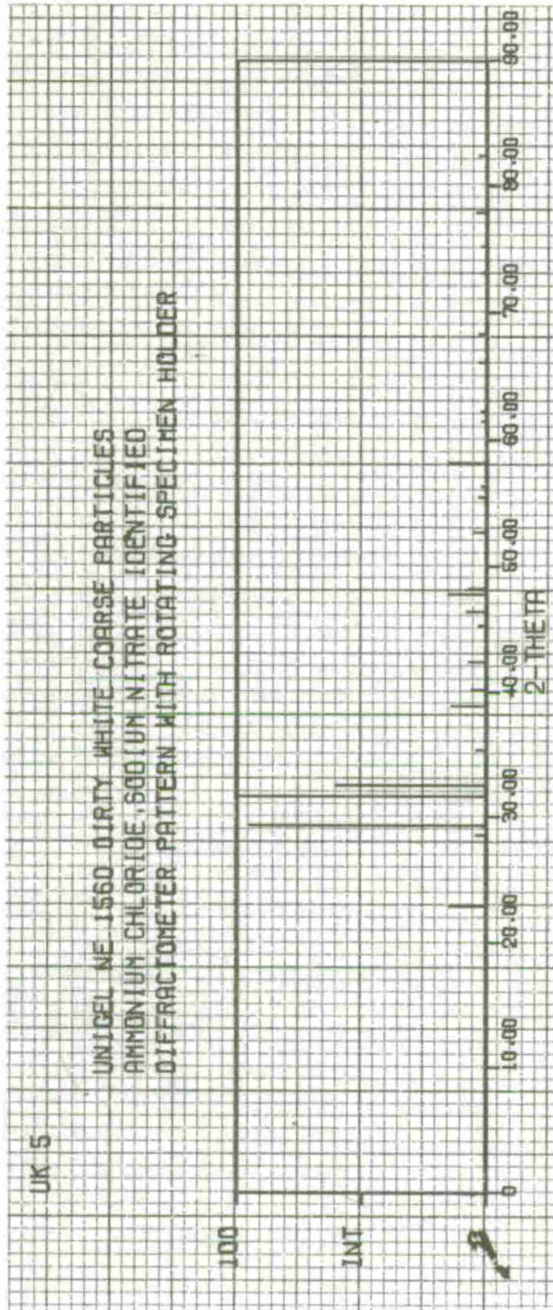 UK 5
UNIGEL NE 1560 DIRTY WHITE COARSE PARTICLES
AMMONIUM CHLORIDE,SODIUM NITRATE IDENTIFIED
DIFFRACTOMETER PATTERN WITH ROTATING SPECIMEN HOLDER
100
INT
0
10.00
20.00
30.00
40.00
50.00
60.00
70.00
80.00
90.00
2-THETA